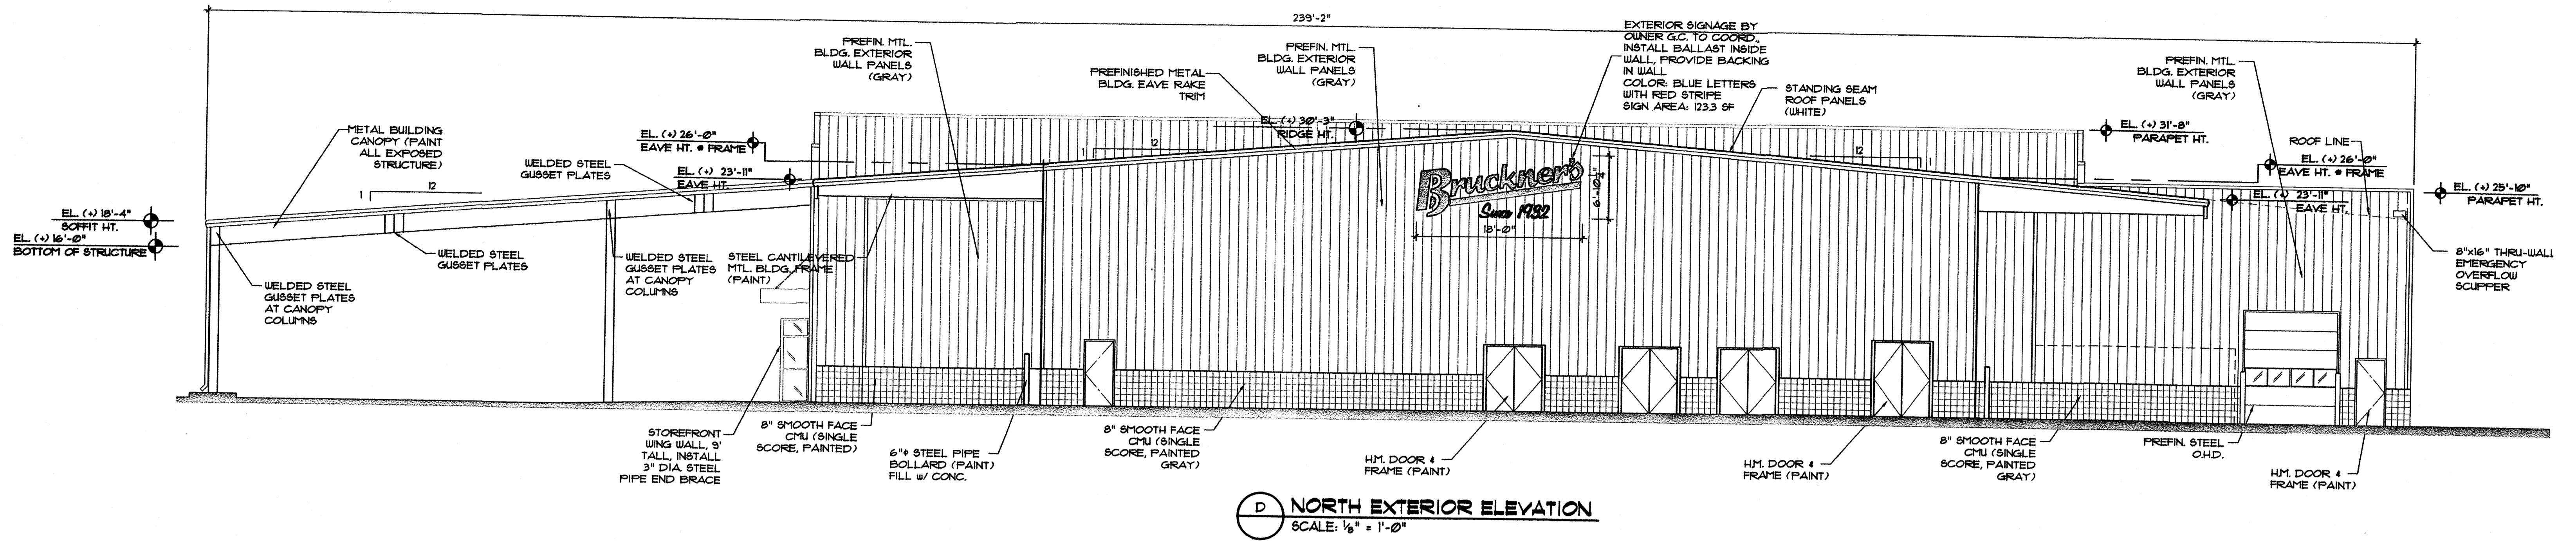 239'-2"
PREFIN. MTL.
BLDG. EXTERIOR
WALL PANELS
(GRAY)
PREFINISHED METAL
BLDG. EAVE RAKE
TRIM
PREFIN. MTL.
BLDG. EXTERIOR
WALL PANELS
(GRAY)
EXTERIOR SIGNAGE BY
OWNER G.C. TO COORD.,
INSTALL BALLAST INSIDE
WALL, PROVIDE BACKING
IN WALL
COLOR: BLUE LETTERS
WITH RED STRIPE
SIGN AREA: 123.3 SF
STANDING SEAM
ROOF PANELS
(WHITE)
PREFIN. MTL.
BLDG. EXTERIOR
WALL PANELS
(GRAY)
METAL BUILDING
CANOPY (PAINT
ALL EXPOSED
STRUCTURE)
EL. (+) 26'-0"
EAVE HT. @ FRAME
EL. (+) 30'-3"
RIDGE HT.
EL. (+) 31'-8"
PARAPET HT.
ROOF LINE
EL. (+) 26'-0"
EAVE HT. @ FRAME
WELDED STEEL
GUSSET PLATES
EL. (+) 23'-11"
EAVE HT.
1
12
12
1
1
12
EL. (+) 18'-4"
SOFFIT HT.
EL. (+) 16'-0"
BOTTOM OF STRUCTURE
Bruckner's
Since 1932
13'-0"
EL. (+) 23'-11"
EAVE HT.
EL. (+) 25'-10"
PARAPET HT.
WELDED STEEL
GUSSET PLATES
WELDED STEEL
GUSSET PLATES
AT CANOPY
COLUMNS
STEEL CANTILEVERED
MTL. BLDG. FRAME
(PAINT)
WELDED STEEL
GUSSET PLATES
AT CANOPY
COLUMNS
8"x16" THRU-WALL
EMERGENCY
OVERFLOW
SCUPPER
STOREFRONT
WING WALL, 9'
TALL, INSTALL
3" DIA. STEEL
PIPE END BRACE
8" SMOOTH FACE
CMU (SINGLE
SCORE, PAINTED)
6"φ STEEL PIPE
BOLLARD (PAINT)
FILL W/ CONC.
8" SMOOTH FACE
CMU (SINGLE
SCORE, PAINTED
GRAY)
H.M. DOOR &
FRAME (PAINT)
H.M. DOOR &
FRAME (PAINT)
8" SMOOTH FACE
CMU (SINGLE
SCORE, PAINTED
GRAY)
PREFIN. STEEL
O.H.D.
H.M. DOOR &
FRAME (PAINT)
D
NORTH EXTERIOR ELEVATION
SCALE: 1/8" = 1'-0"